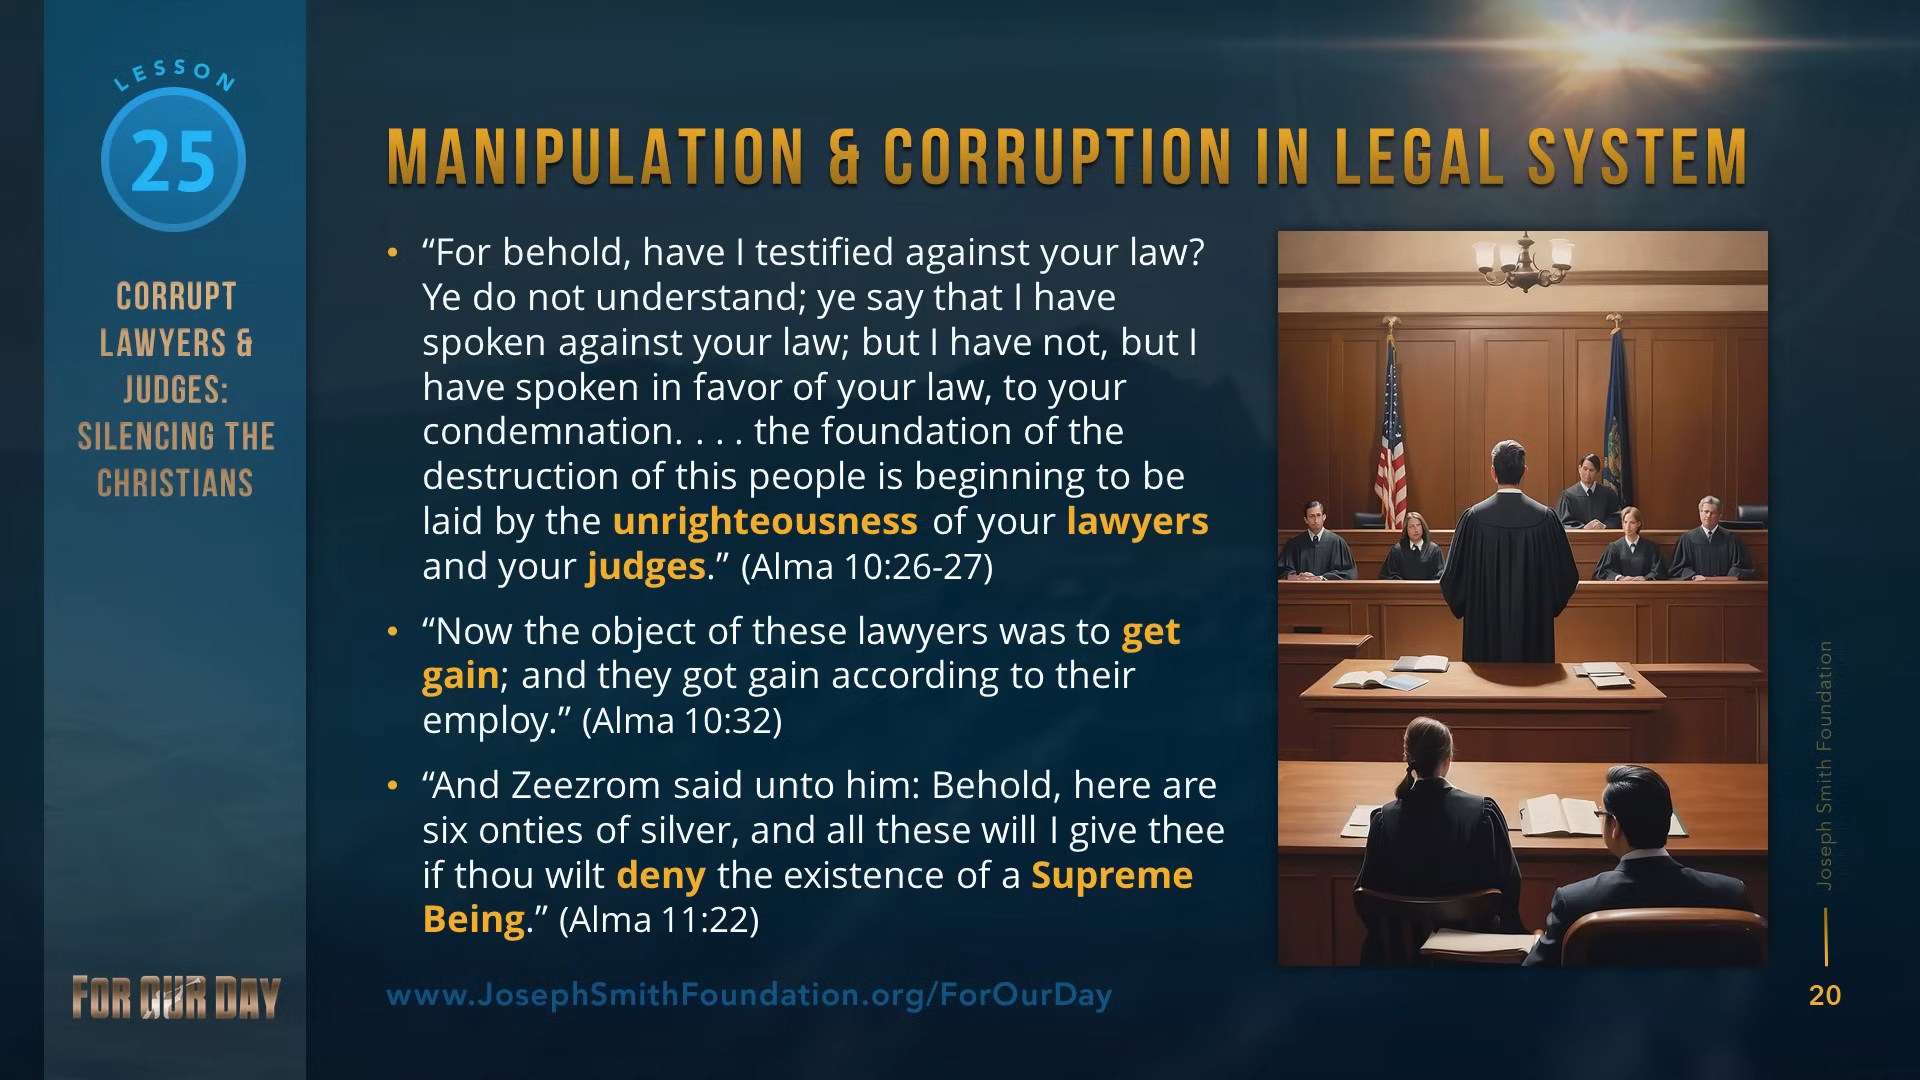 LESSON
25
CORRUPT
LAWYERS &
JUDGES:
SILENCING THE
CHRISTIANS
FOR OUR DAY
MANIPULATION & CORRUPTION IN LEGAL SYSTEM
• “For behold, have I testified against your law?
Ye do not understand; ye say that I have
spoken against your law; but I have not, but I
have spoken in favor of your law, to your
condemnation. . . . the foundation of the
destruction of this people is beginning to be
laid by the unrighteousness of your lawyers
and your judges.” (Alma 10:26-27)
• “Now the object of these lawyers was to get
gain; and they got gain according to their
employ.” (Alma 10:32)
• “And Zeezrom said unto him: Behold, here are
six onties of silver, and all these will I give thee
if thou wilt deny the existence of a Supreme
Being.” (Alma 11:22)
www.JosephSmithFoundation.org/ForOurDay
Joseph Smith Foundation
20